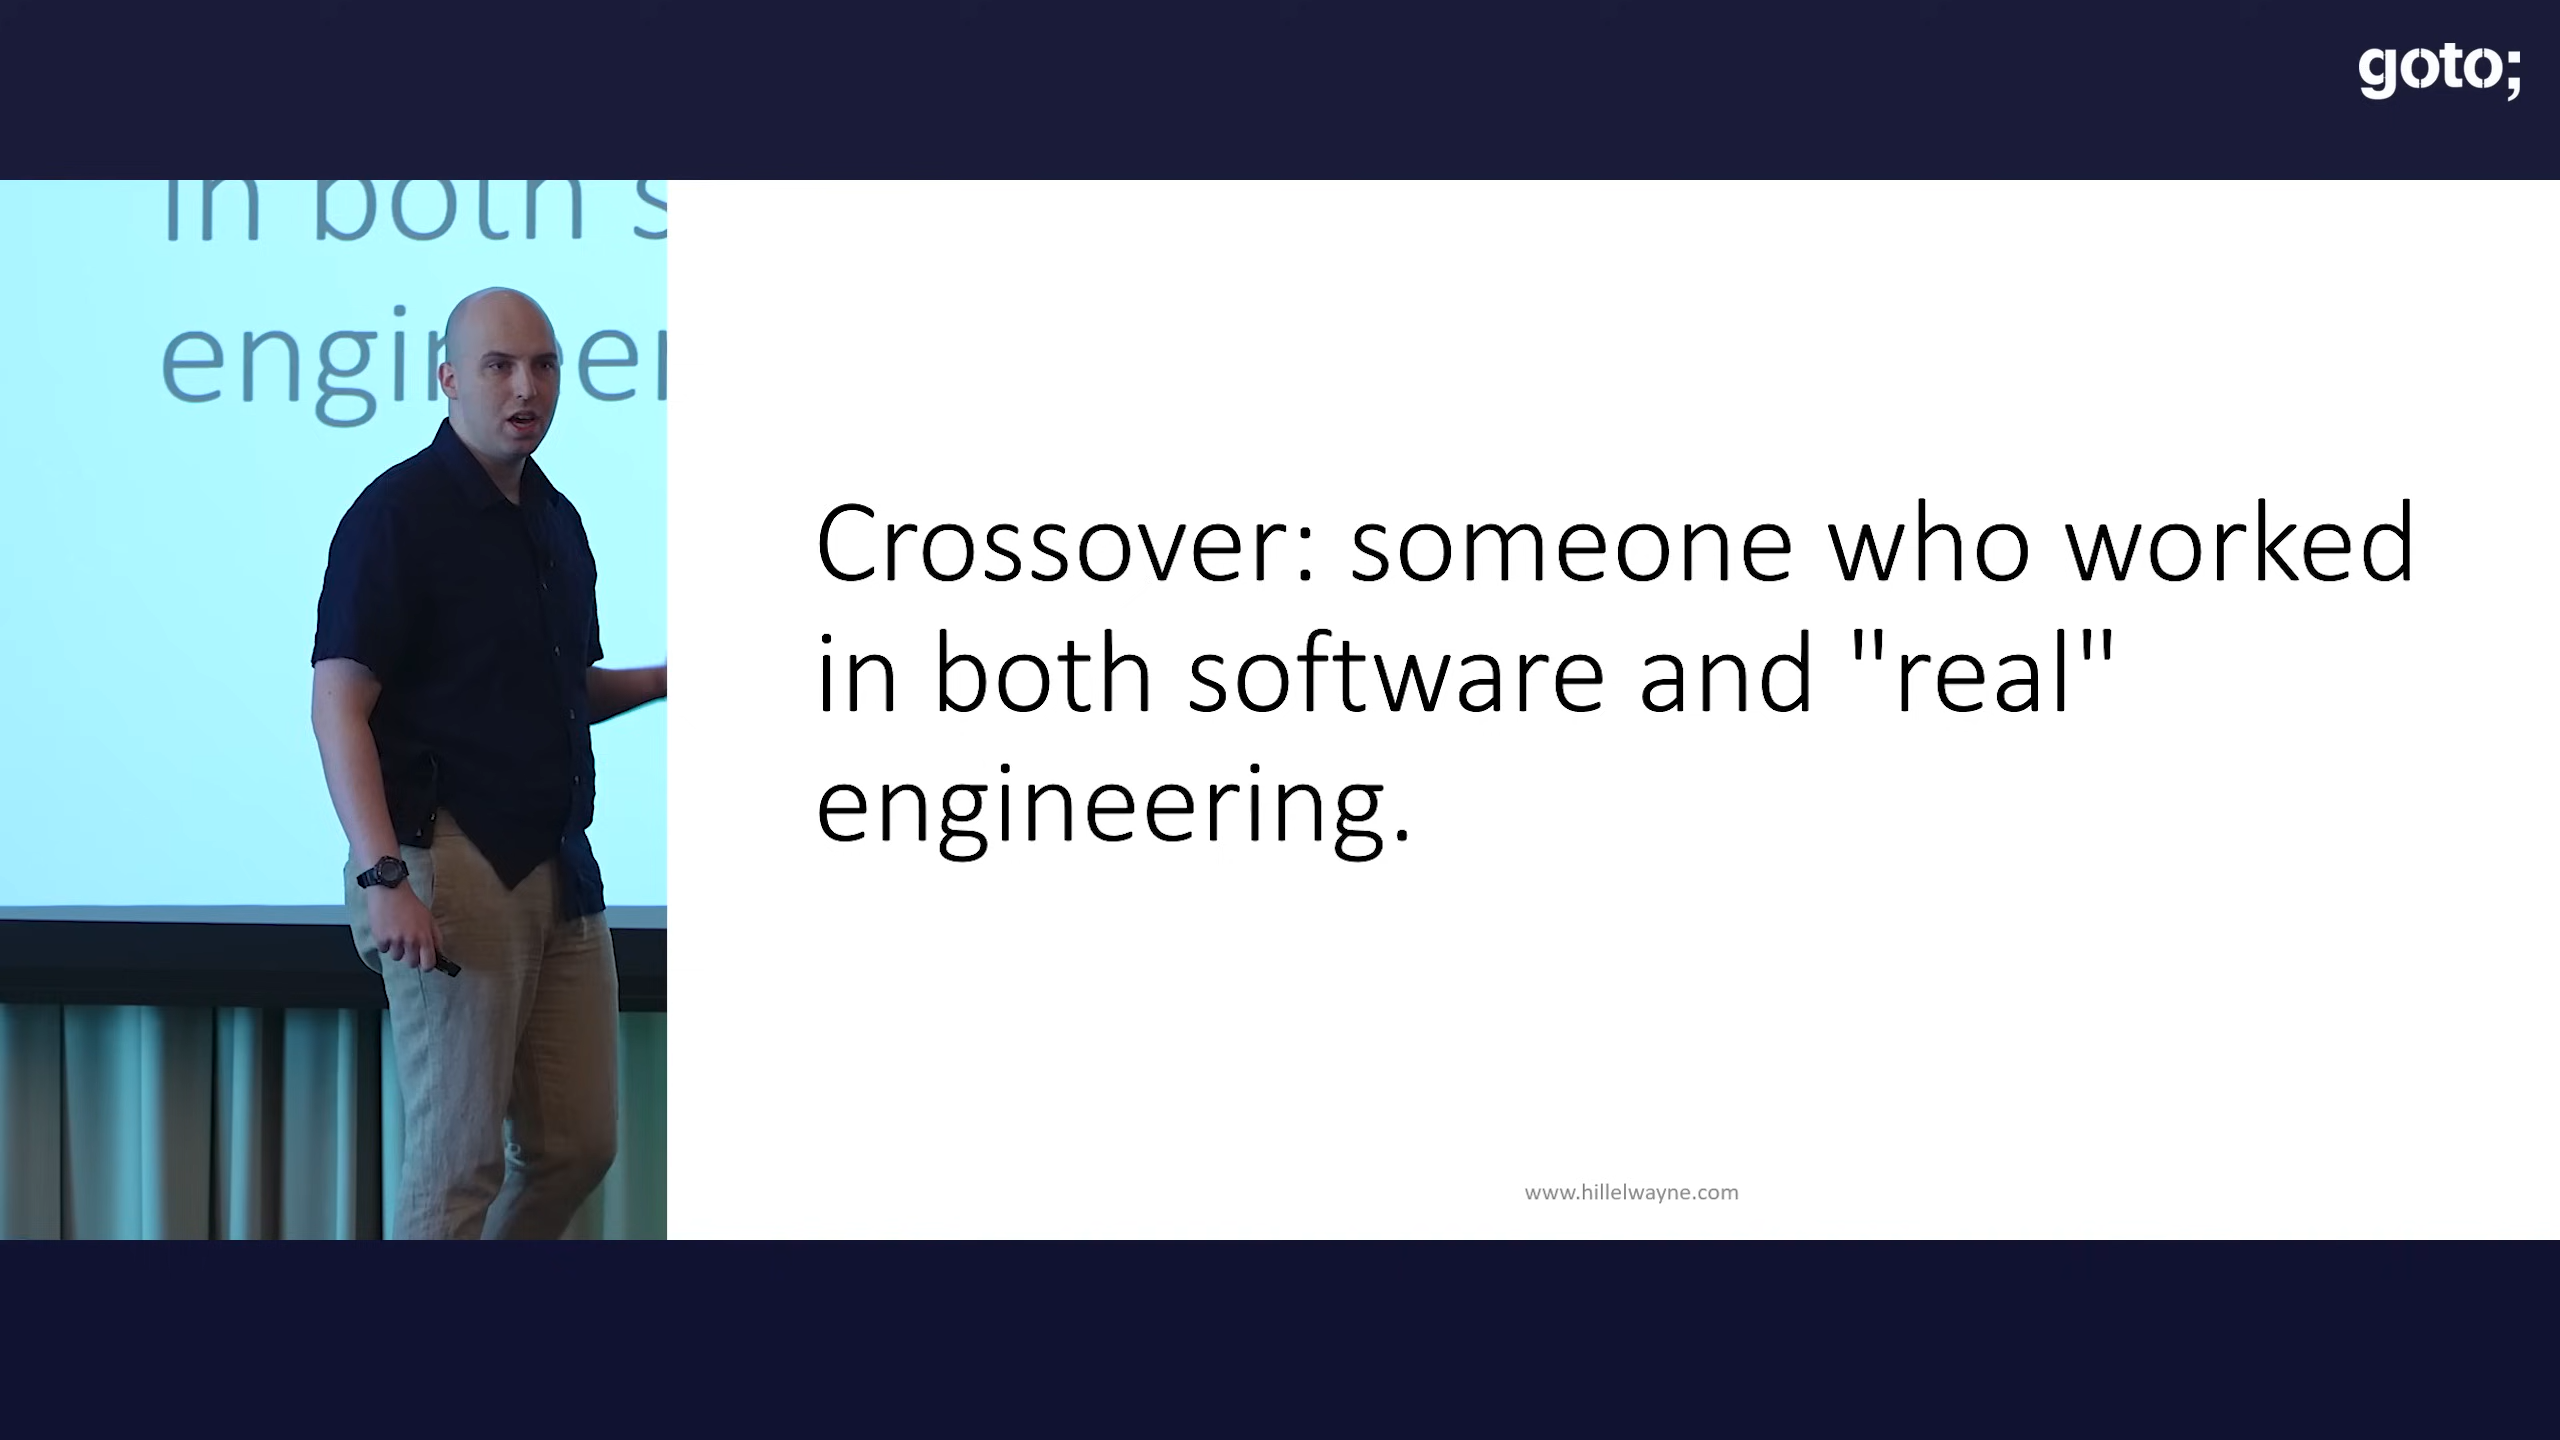 goto;
in both s
engineer
Crossover: someone who worked
in both software and "real"
engineering.
www.hillelwayne.com